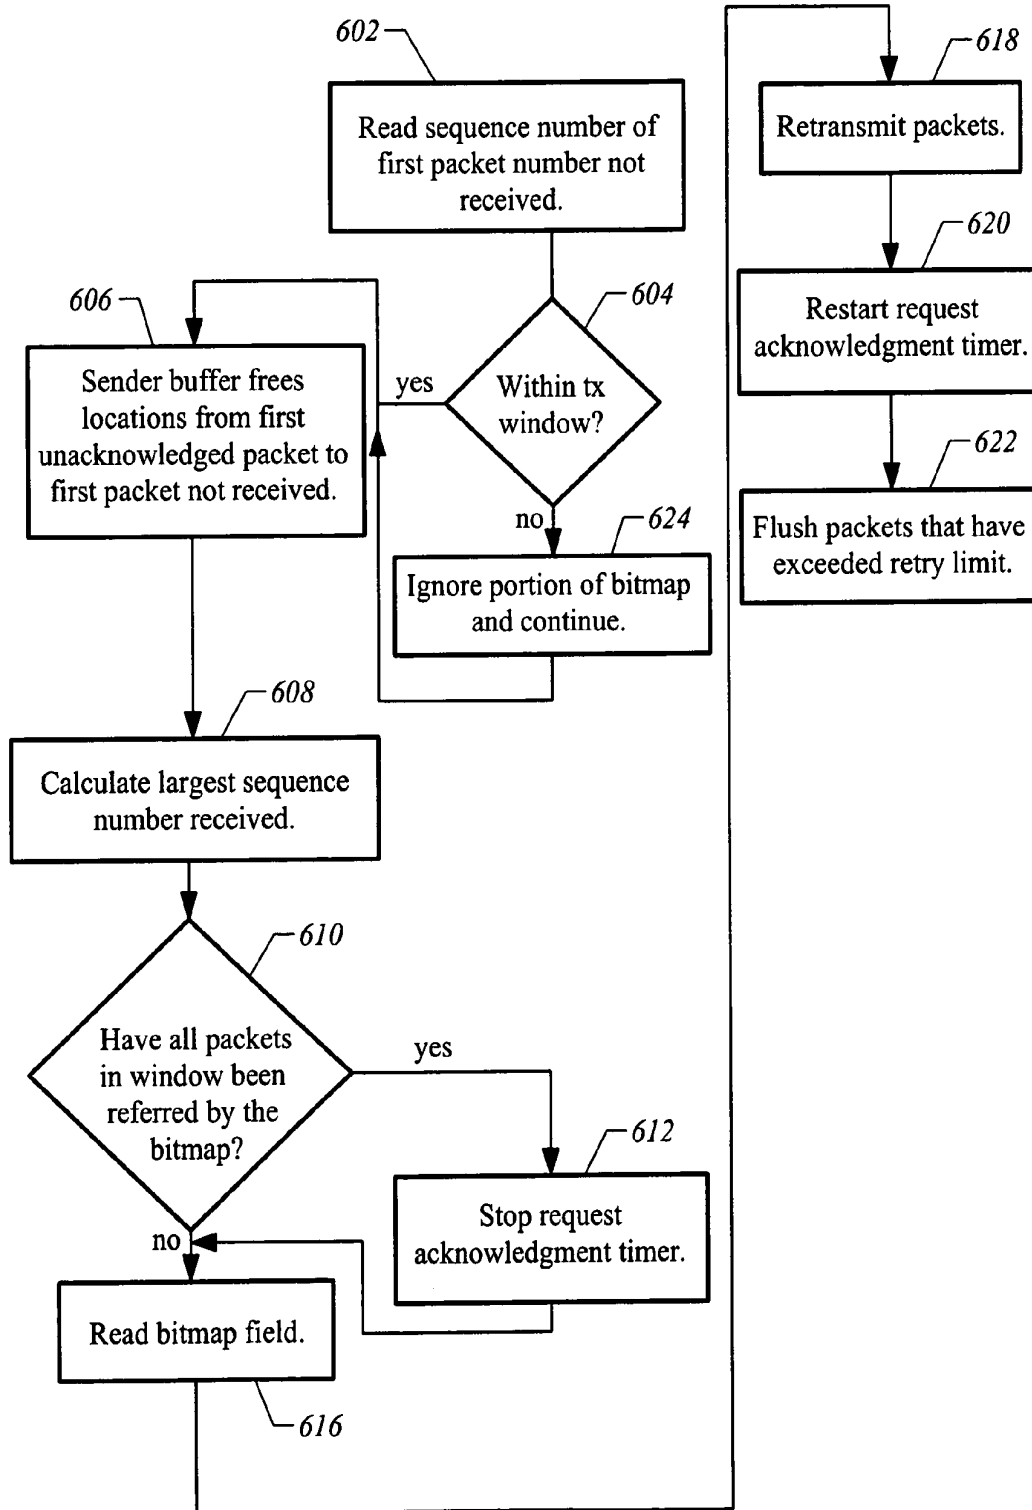 602
Read sequence number of
first packet number not
received.
604
Within tx
window?
yes
no
606
Sender buffer frees
locations from first
unacknowledged packet to
first packet not received.
624
Ignore portion of bitmap
and continue.
608
Calculate largest sequence
number received.
610
Have all packets
in window been
referred by the
bitmap?
yes
no
612
Stop request
acknowledgment timer.
Read bitmap field.
616
618
Retransmit packets.
620
Restart request
acknowledgment timer.
622
Flush packets that have
exceeded retry limit.